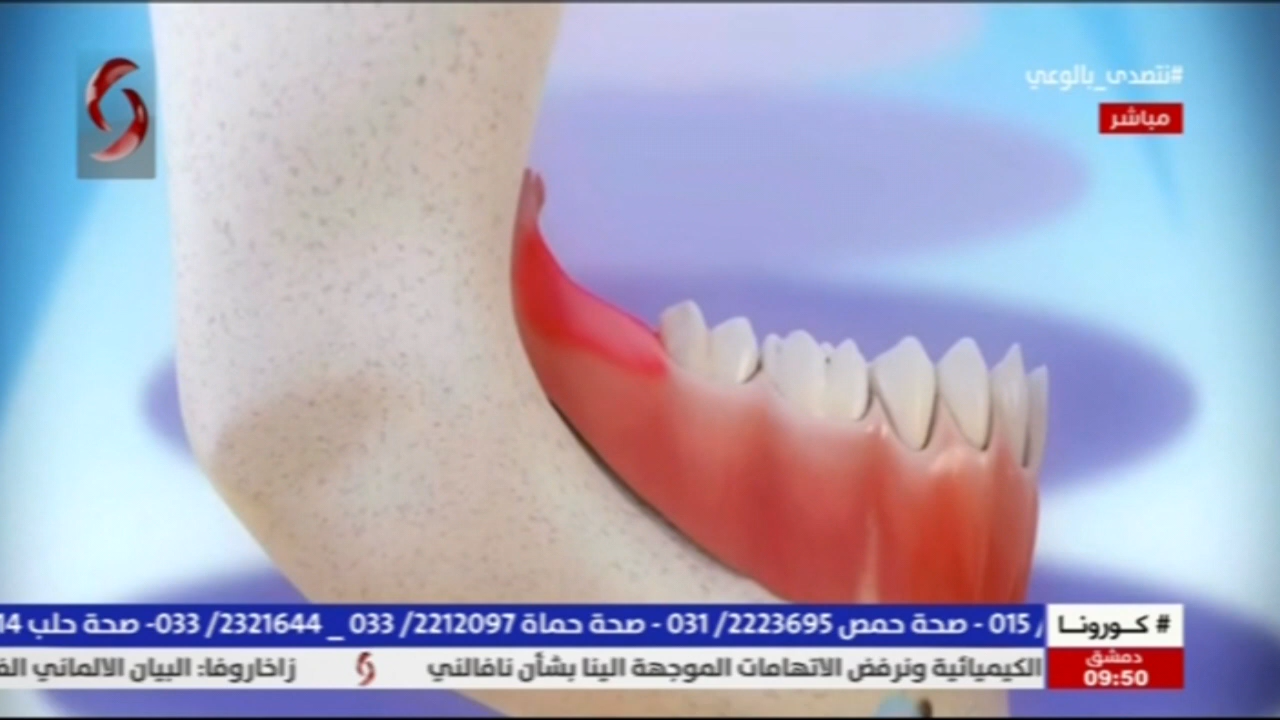 #نتصدى_بالوعي
مباشر
# كـورونـا
015 - صحة حمص 2223695/ 031 - صحة حماة 2212097/ 033 _ 2321644/ 033- صحة حلب
دمشق
09:50
الكيميائية ونرفض الاتهامات الموجهة الينا بشأن نافالني
زاخاروفا: البيان الالماني